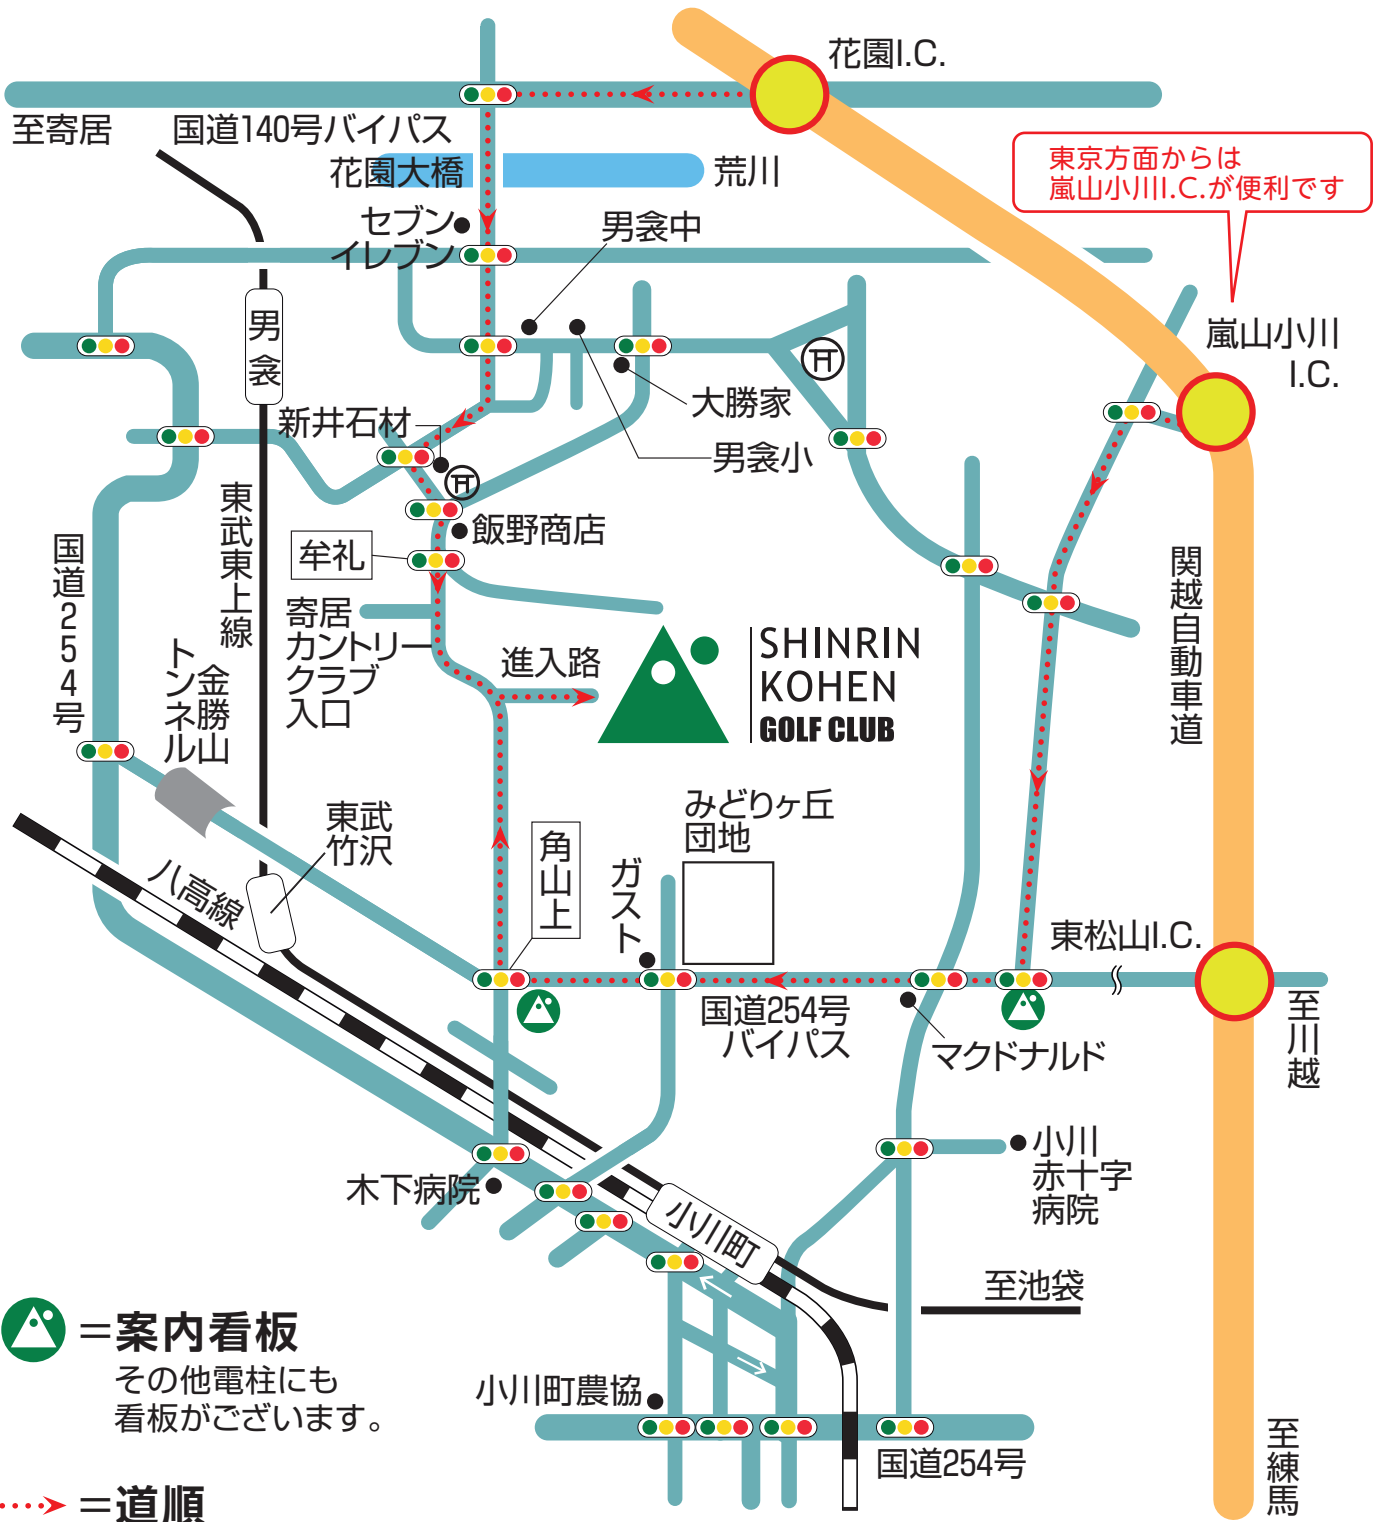 花園I.C.
至寄居
国道140号バイパス
花園大橋
荒川
東京方面からは
嵐山小川I.C.が便利です
セブン
イレブン
男衾中
男衾
嵐山小川
I.C.
大勝家
新井石材
男衾小
東武東上線
飯野商店
牟礼
国道254号
関越自動車道
寄居
カントリー
クラブ
入口
進入路
SHINRIN
KOHEN
GOLF CLUB
金勝山
トンネル
東武
竹沢
みどりヶ丘
団地
角山上
ガスト
八高線
東松山I.C.
国道254号
バイパス
マクドナルド
至川越
小川
赤十字
病院
木下病院
小川町
至池袋
=案内看板
その他電柱にも
看板がございます。
小川町農協
国道254号
至練馬
=道順